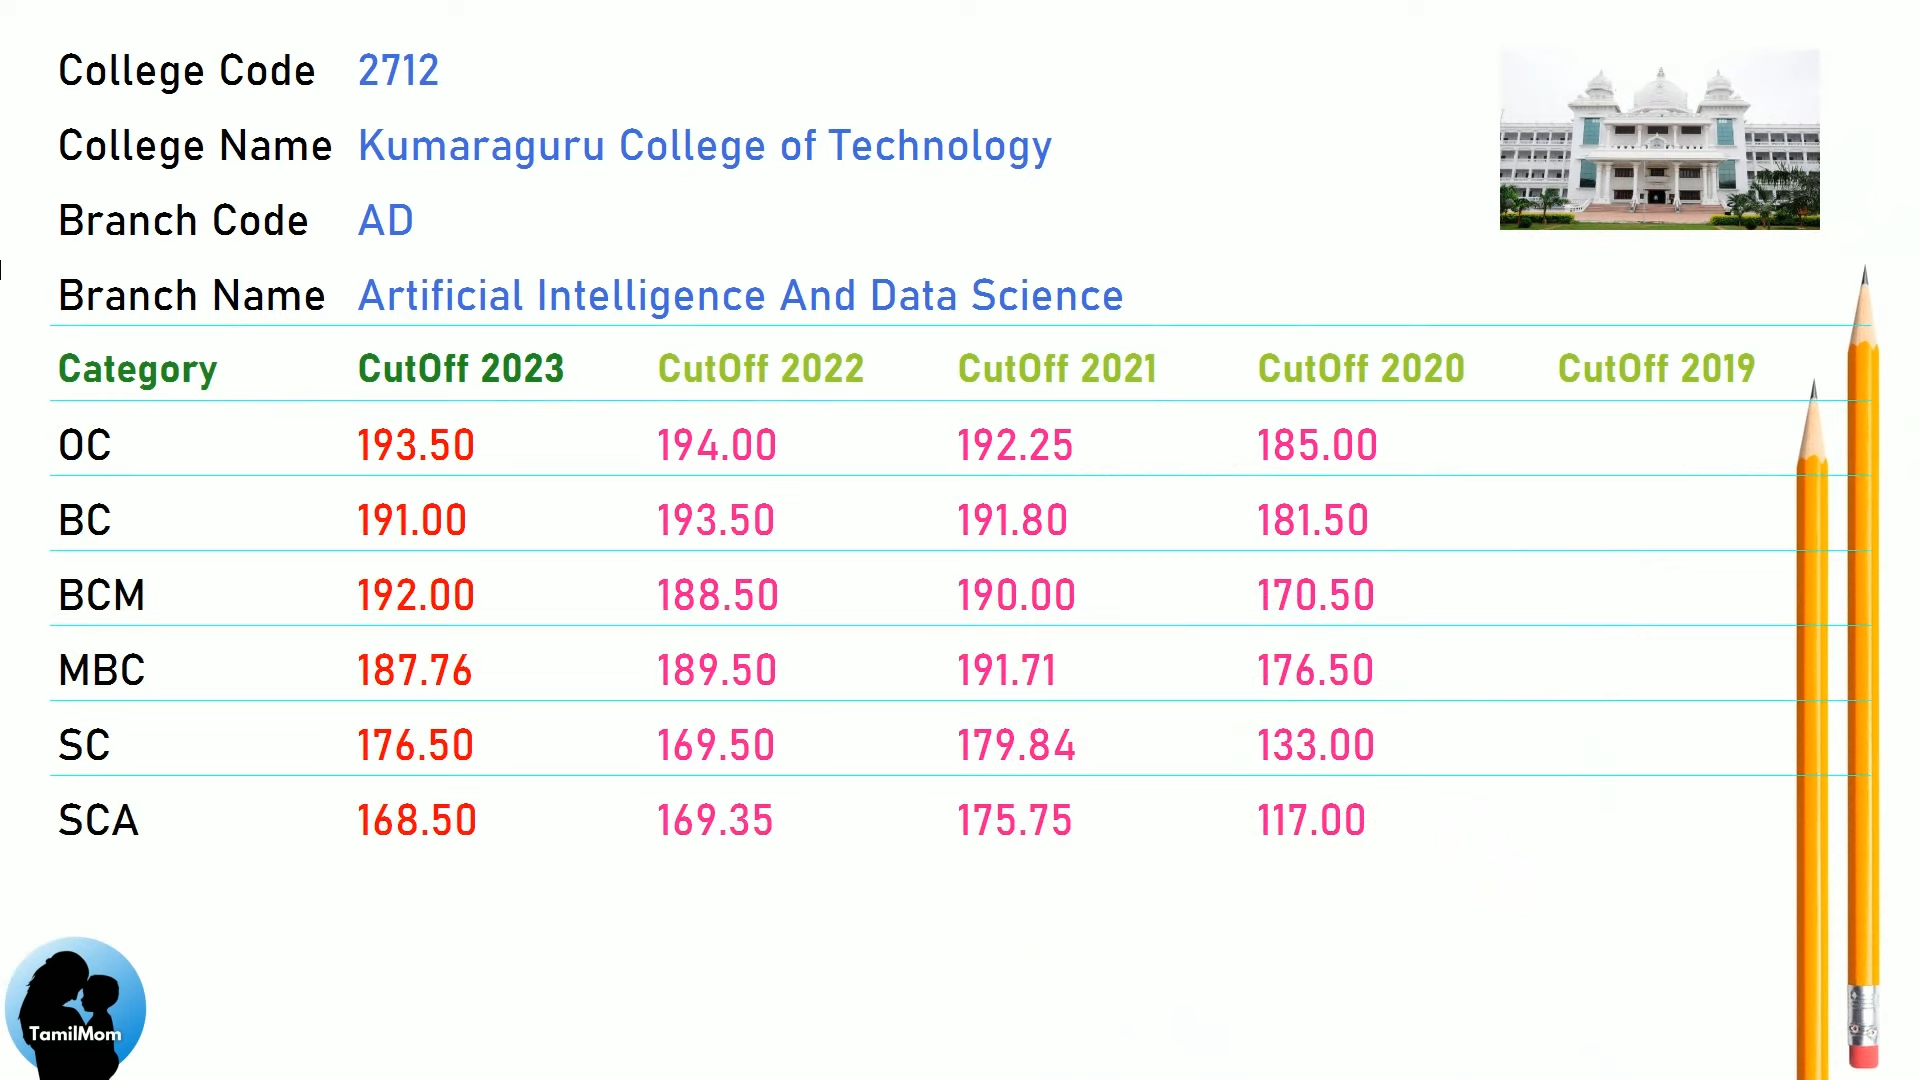 College Code 2712
College Name Kumaraguru College of Technology
Branch Code AD
Branch Name Artificial Intelligence And Data Science
Category CutOff 2023 CutOff 2022 CutOff 2021 CutOff 2020 CutOff 2019
OC 193.50 194.00 192.25 185.00
BC 191.00 193.50 191.80 181.50
BCM 192.00 188.50 190.00 170.50
MBC 187.76 189.50 191.71 176.50
SC 176.50 169.50 179.84 133.00
SCA 168.50 169.35 175.75 117.00
TamilMom